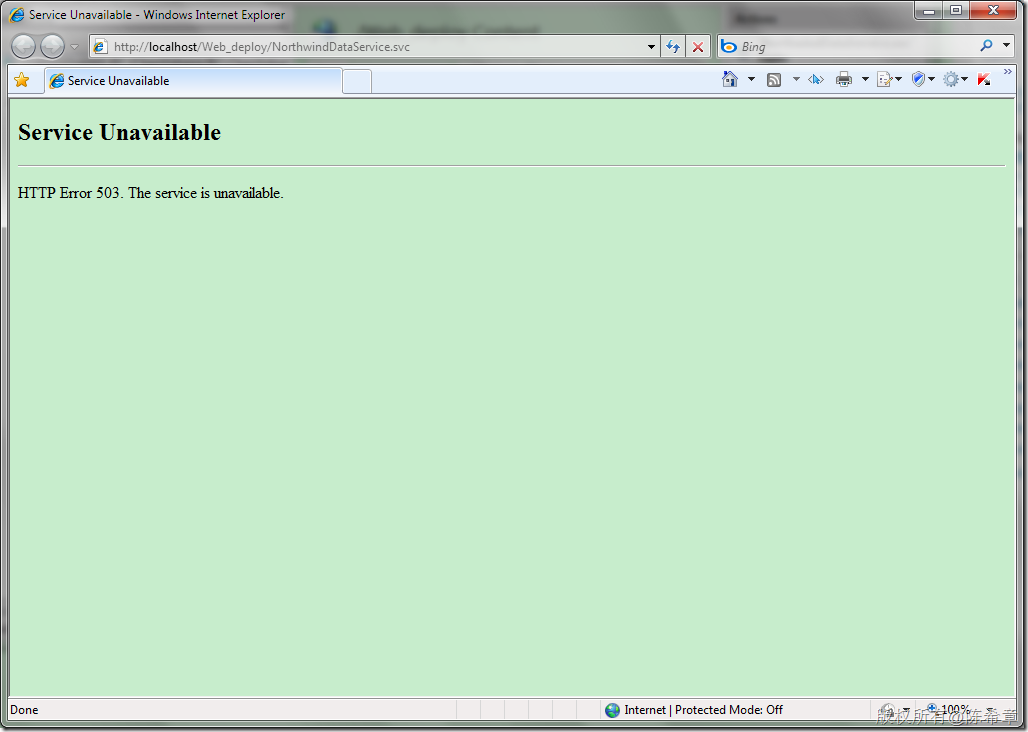 Service Unavailable - Windows Internet Explorer
http://localhost/Web_deploy/NorthwindDataService.svc
Bing
Service Unavailable
Service Unavailable
HTTP Error 503. The service is unavailable.
Done
Internet | Protected Mode: Off
100%
版权所有@陈希章